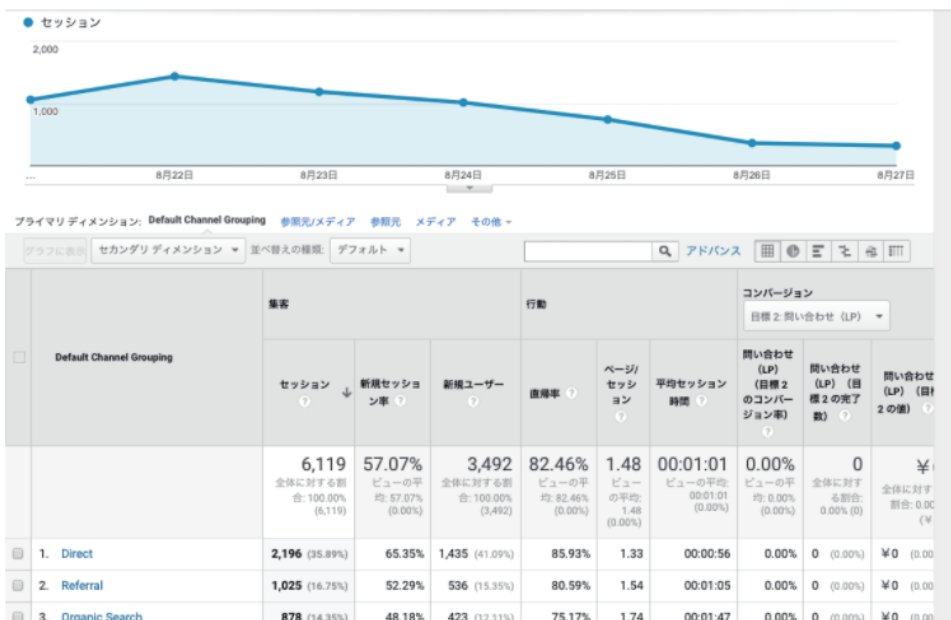 セッション
2,000
1,000
... 8月22日 8月23日 8月24日 8月25日 8月26日 8月27日
プライマリ ディメンション: Default Channel Grouping 参照元/メディア 参照元 メディア その他
グラフに表示 セカンダリ ディメンション 並べ替えの種類: デフォルト アドバンス
Default Channel Grouping
集客
行動
コンバージョン
目標 2: 問い合わせ (LP)
セッション
?
新規セッショ
ン率 ?
新規ユーザー
?
直帰率 ?
ページ/
セッシ
ョン
?
平均セッション
時間 ?
問い合わせ
(LP)
(目標 2
のコンバー
ジョン率)
?
問い合わせ
(LP) (目
標 2 の完了
数) ?
問い合わせ
(LP) (目
2 の値) ?
6,119
全体に対する割
合: 100.00%
(6,119)
57.07%
ビューの平
均: 57.07%
(0.00%)
3,492
全体に対する割
合: 100.00%
(3,492)
82.46%
ビューの平
均: 82.46%
(0.00%)
1.48
ビュー
の平均:
1.48
(0.00%)
00:01:01
ビューの平均:
00:01:01
(0.00%)
0.00%
ビューの平
均: 0.00%
(0.00%)
0
全体に対す
る割合:
0.00% (0)
¥
全体に対す
割合: 0.00
(¥
1. Direct 2,196 (35.89%) 65.35% 1,435 (41.09%) 85.93% 1.33 00:00:56 0.00% 0 (0.00%) ¥0 (0.00
2. Referral 1,025 (16.75%) 52.29% 536 (15.35%) 80.59% 1.54 00:01:05 0.00% 0 (0.00%) ¥0 (0.00
3. Organic Search 878 (14.35%) 48.18% 423 (12.11%) 75.17% 1.74 00:01:47 0.00% 0 (0.00%) ¥0 (0.00